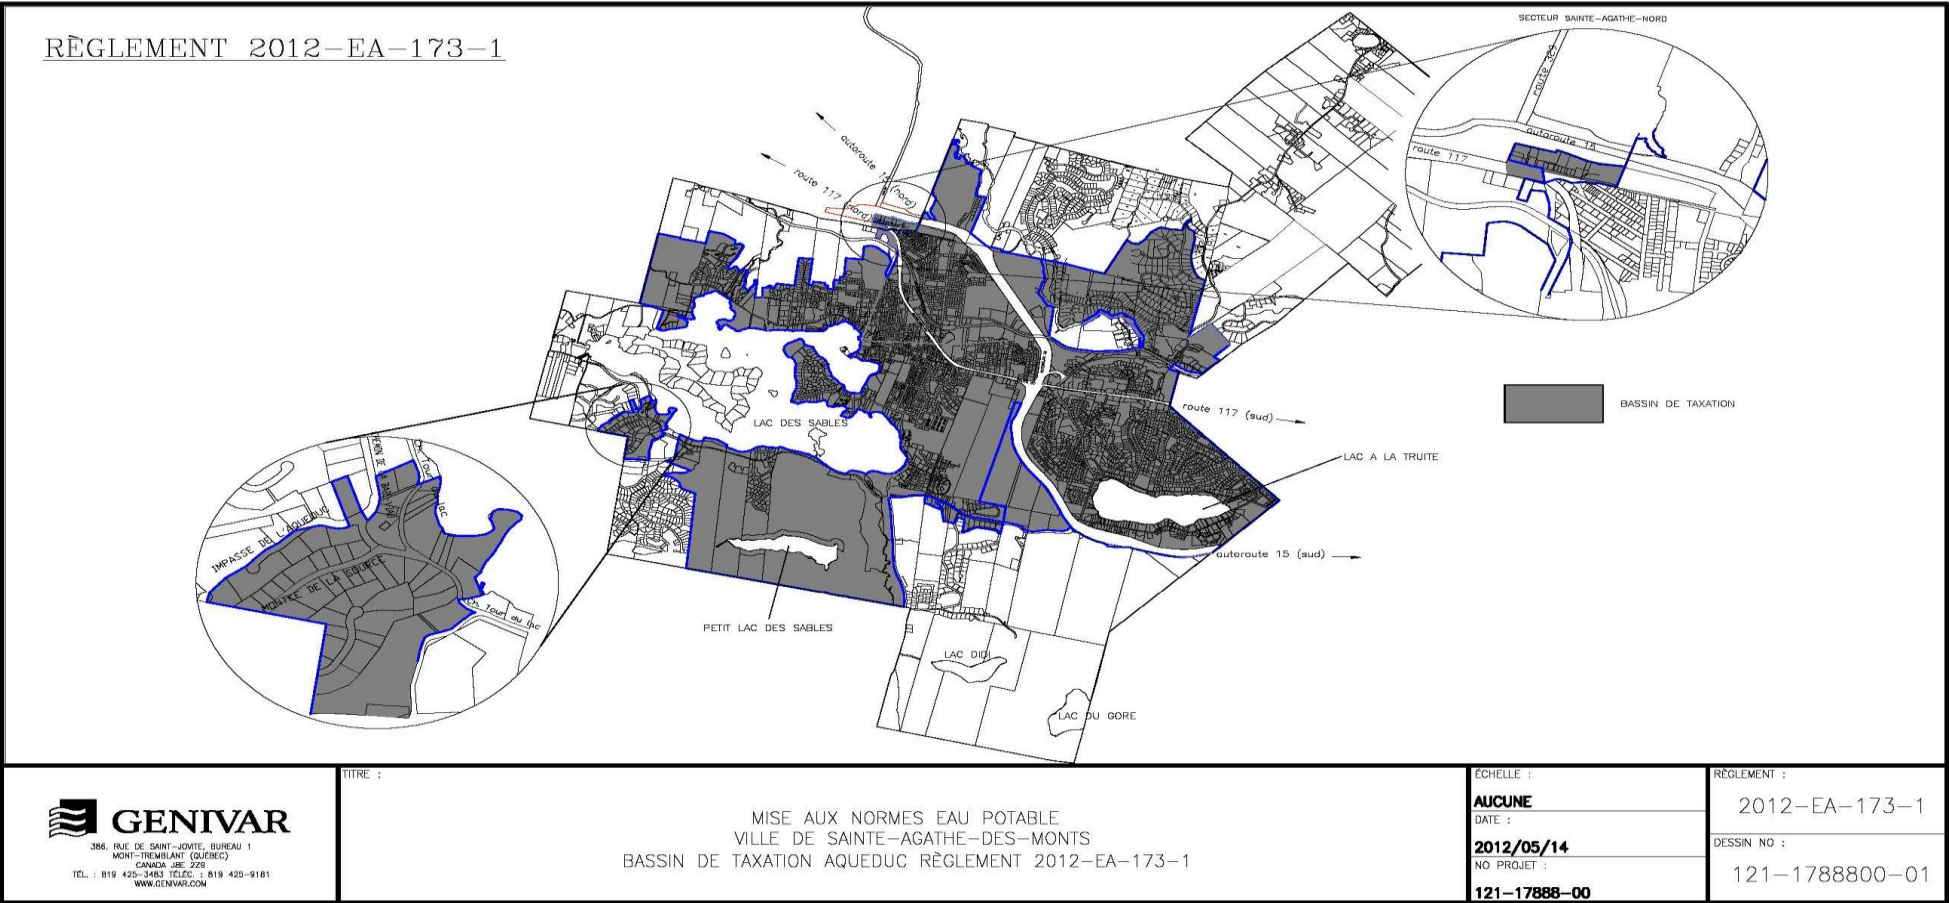 RÈGLEMENT 2012-EA-173-1
SECTEUR SAINTE-AGATHE-NORD
route 329
autoroute 15
route 117
autoroute 15 (nord)
route 117 (nord)
BASSIN DE TAXATION
route 117 (sud)
LAC DES SABLES
LAC A LA TRUITE
autoroute 15 (sud)
PETIT LAC DES SABLES
LAC DIDI
LAC DU GORE
Ch. Tour du lac
IMPASSE DE L'AQUEDUC
MONTEE DE LA SOURCE
Ch. Tour du lac
GENIVAR
386, RUE DE SAINT-JOVITE, BUREAU 1
MONT-TREMBLANT (QUÉBEC)
CANADA J8E 2Z9
TÉL. : 819 425-3483 TÉLÉC. : 819 425-9181
WWW.GENIVAR.COM
TITRE :
MISE AUX NORMES EAU POTABLE
VILLE DE SAINTE-AGATHE-DES-MONTS
BASSIN DE TAXATION AQUEDUC RÈGLEMENT 2012-EA-173-1
ÉCHELLE :
AUCUNE
DATE :
2012/05/14
NO PROJET :
121-17888-00
RÈGLEMENT :
2012-EA-173-1
DESSIN NO :
121-1788800-01